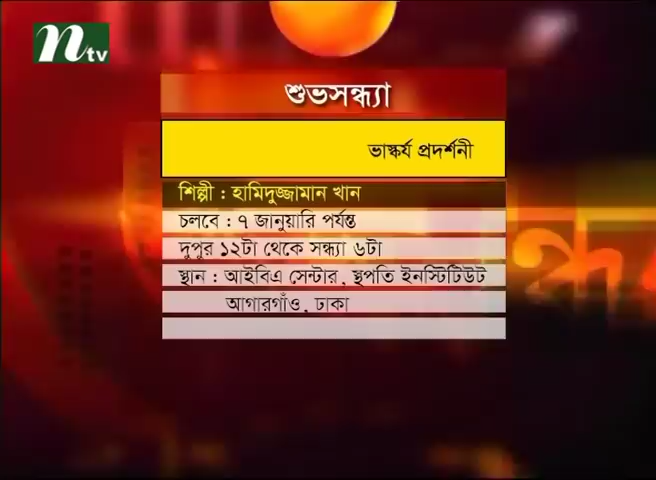 ntv
শুভসন্ধ্যা
ভাস্কর্য প্রদর্শনী
শিল্পী : হামিদুজ্জামান খান
চলবে : ৭ জানুয়ারি পর্যন্ত
দুপুর ১২টা থেকে সন্ধ্যা ৬টা
স্থান : আইবিএ সেন্টার, স্থপতি ইনস্টিটিউট
আগারগাঁও, ঢাকা
ন্ধ